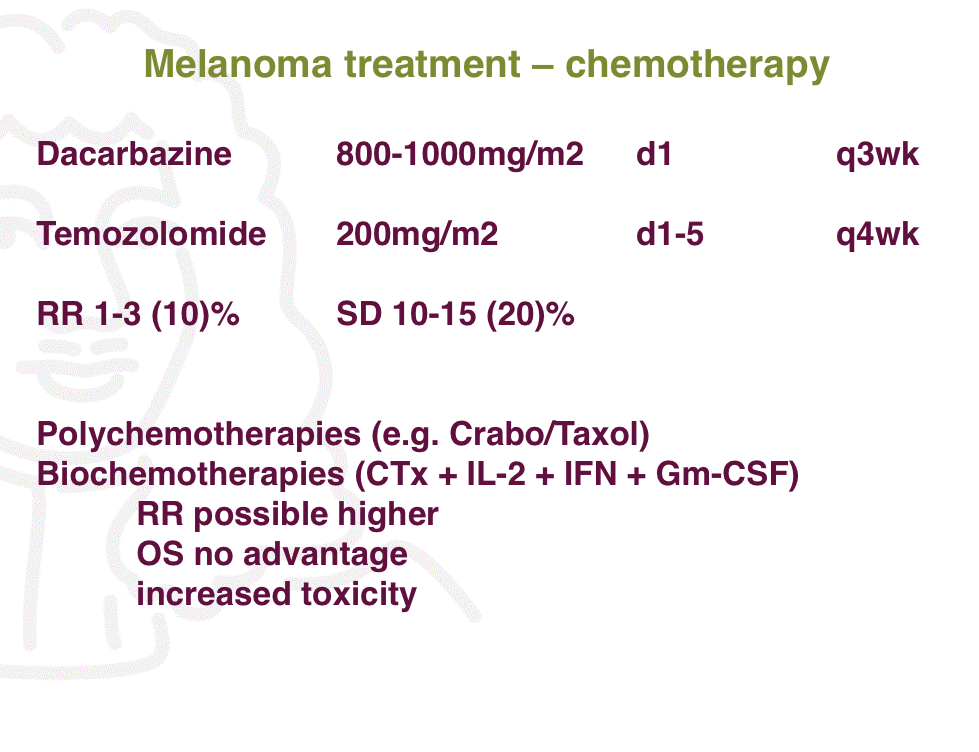 Melanoma treatment – chemotherapy
Dacarbazine 800-1000mg/m2 d1 q3wk
Temozolomide 200mg/m2 d1-5 q4wk
RR 1-3 (10)% SD 10-15 (20)%
Polychemotherapies (e.g. Crabo/Taxol)
Biochemotherapies (CTx + IL-2 + IFN + Gm-CSF)
RR possible higher
OS no advantage
increased toxicity